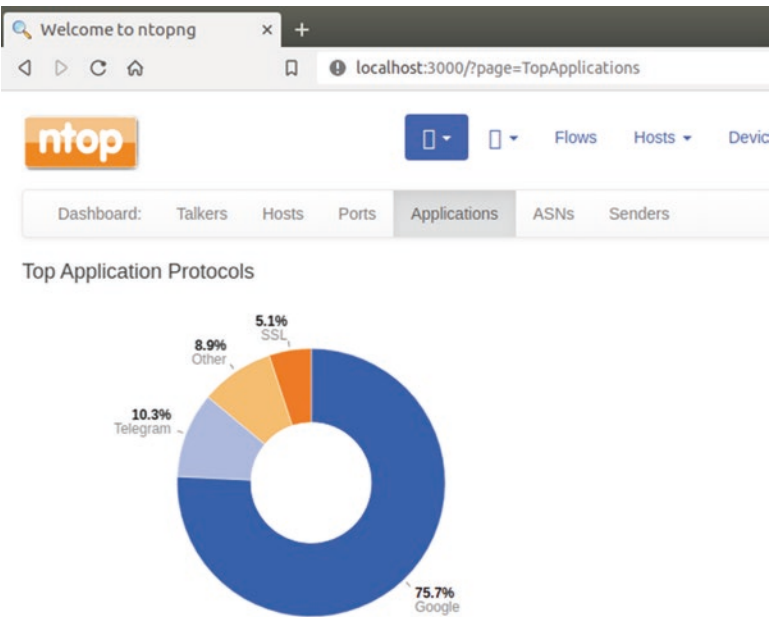 Welcome to ntopng
localhost:3000/?page=TopApplications
ntop
Flows Hosts Devic
Dashboard: Talkers Hosts Ports Applications ASNs Senders
Top Application Protocols
5.1%
SSL
8.9%
Other
10.3%
Telegram
75.7%
Google